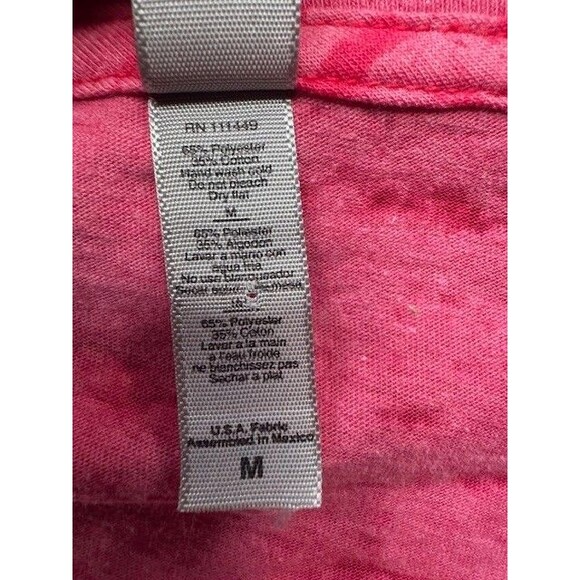 RN 111449
65% Polyester
35% Cotton
Hand wash cold
Do not bleach
Dry flat
M
65% Poliester
35% Algodon
Lavar a mano con
agua fria
No use blanqueador
Secar sobre
65% Polyester
35% Coton
Laver a la main
a l'eau froide
ne blanchissez pas
Sechar a plat
U.S.A. Fabric
Assembled in Mexico
M